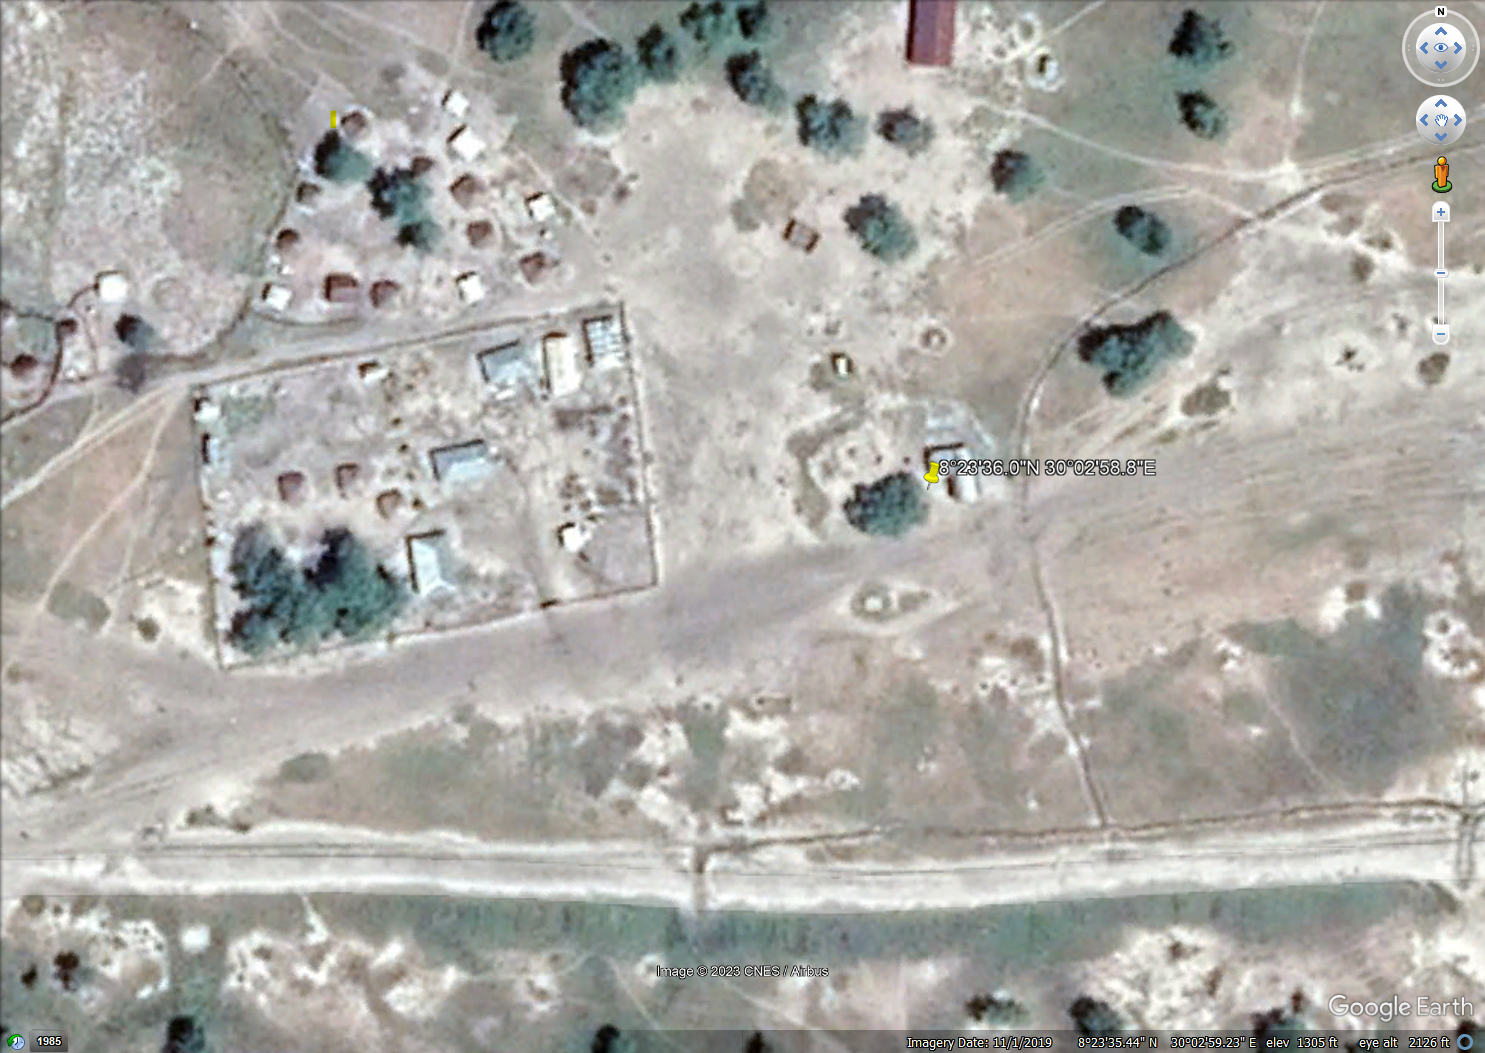 N
8°23'36.0"N 30°02'58.8"E
Image © 2023 CNES / Airbus
Google Earth
1985
Imagery Date: 11/1/2019 8°23'35.44" N 30°02'59.23" E elev 1305 ft eye alt 2126 ft